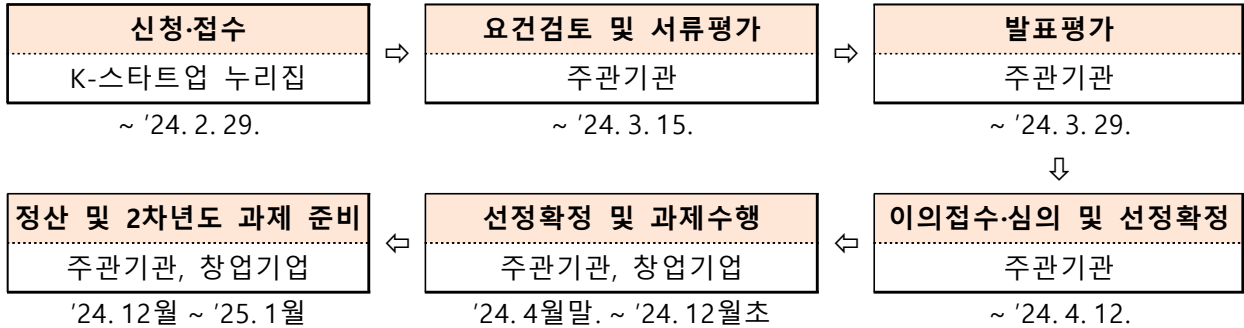 신청·접수
K-스타트업 누리집
~ '24. 2. 29.
⇨
요건검토 및 서류평가
주관기관
~ '24. 3. 15.
⇨
발표평가
주관기관
~ '24. 3. 29.
⇩
이의접수·심의 및 선정확정
주관기관
~ '24. 4. 12.
⇦
선정확정 및 과제수행
주관기관, 창업기업
'24. 4월말. ~ '24. 12월초
⇦
정산 및 2차년도 과제 준비
주관기관, 창업기업
'24. 12월 ~ '25. 1월